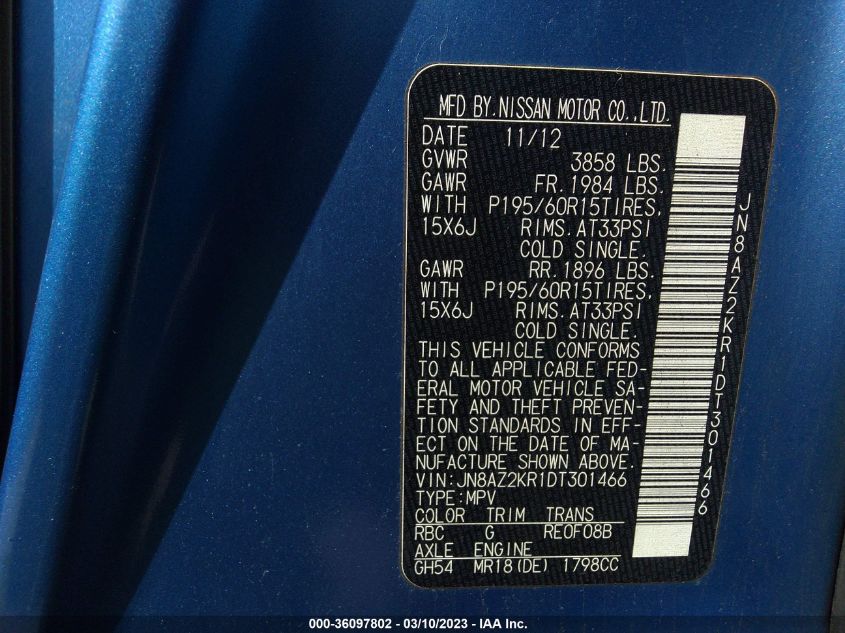 MFD BY.NISSAN MOTOR CO.,LTD.
DATE 11/12
GVWR 3858 LBS.
GAWR FR.1984 LBS.
WITH P195/60R15TIRES,
15X6J RIMS.AT33PSI
COLD SINGLE.
GAWR RR.1896 LBS.
WITH P195/60R15TIRES,
15X6J RIMS.AT33PSI
COLD SINGLE.
THIS VEHICLE CONFORMS
TO ALL APPLICABLE FED-
ERAL MOTOR VEHICLE SA-
FETY AND THEFT PREVEN-
TION STANDARDS IN EFF-
ECT ON THE DATE OF MA-
NUFACTURE SHOWN ABOVE.
VIN:JN8AZ2KR1DT301466
TYPE:MPV
COLOR TRIM TRANS
RBC G RE0F08B
AXLE ENGINE
GH54 MR18(DE) 1798CC
JN8AZ2KR1DT301466
000-36097802 — 03/10/2023 — IAA Inc.